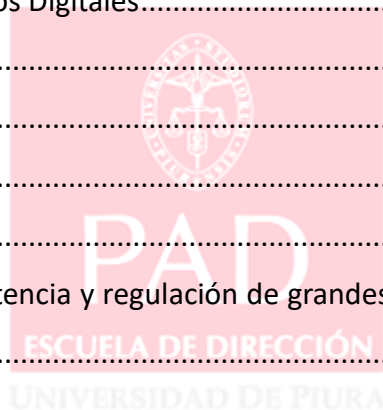 os Digitales..........................
....................................
....................................
....................................
PAD
....................................
tencia y regulación de grandes
ESCUELA DE DIRECCIÓN
....................................
UNIVERSIDAD DE PIURA